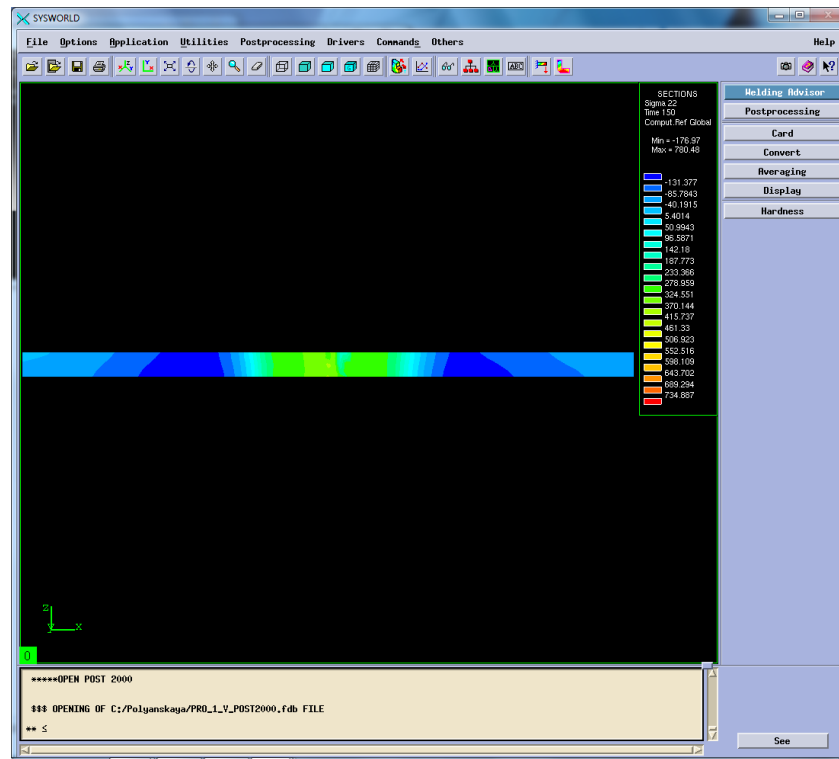 SYSWORLD
File Options Application Utilities Postprocessing Drivers Commands Others Help
ABC
SECTIONS
Sigma 22
Time 150
Comput.Ref Global
Min = -176.97
Max = 780.48
-131.377
-85.7843
-40.1915
5.4014
50.9943
96.5871
142.18
187.773
233.366
278.959
324.551
370.144
415.737
461.33
506.923
552.516
598.109
643.702
689.294
734.887
Welding Advisor
Postprocessing
Card
Convert
Averaging
Display
Hardness
z
y x
0
*****OPEN POST 2000
$$$ OPENING OF C:/Polyanskaya/PRO_1_V_POST2000.fdb FILE
** ≤
See